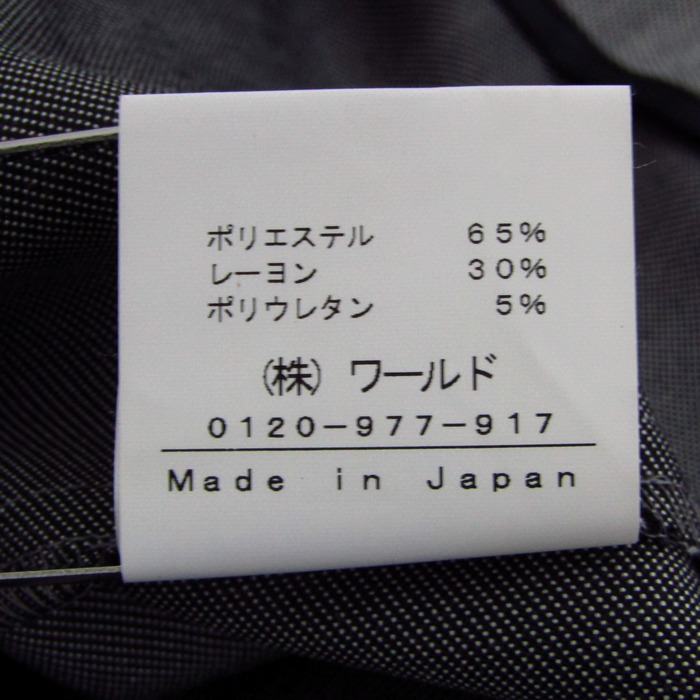 ポリエステル 65%
レーヨン 30%
ポリウレタン 5%
(株) ワールド
0120-977-917
Made in Japan